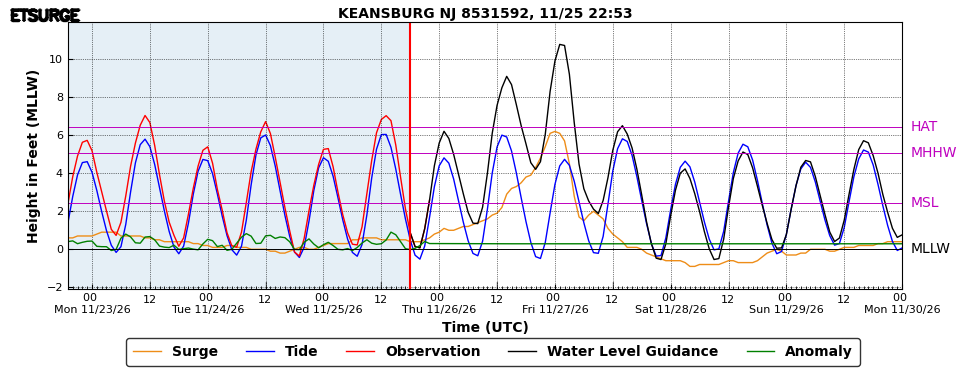 ETSURGE
KEANSBURG NJ 8531592, 11/25 22:53
Height in Feet (MLLW)
10
8
6
4
2
0
−2
HAT
MHHW
MSL
MLLW
00 12 00 12 00 12 00 12 00 12 00 12 00 12 00
Mon 11/23/26 Tue 11/24/26 Wed 11/25/26 Thu 11/26/26 Fri 11/27/26 Sat 11/28/26 Sun 11/29/26 Mon 11/30/26
Time (UTC)
Surge Tide Observation Water Level Guidance Anomaly